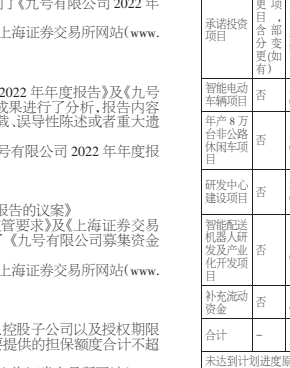 了《九号有限公司 2022 年
上海证券交易所网站(www.
2022 年年度报告》及《九号
成果进行了分析,报告内容
载、误导性陈述或者重大遗
号有限公司 2022 年年度报
报告的议案》
管要求》及《上海证券交易
了《九号有限公司募集资金
上海证券交易所网站(www.
、控股子公司以及授权期限
要提供的担保额度合计不超
承诺投资
项目
更项
目,
含部
分变
更(如
有)
智能电动
车辆项目
否
年产 8 万
台非公路
休闲车项
目
否
研发中心
建设项目
否
智能配送
机器人研
发及产业
化开发项
目
否
补充流动
资金
否
合计
-
未达到计划进度原